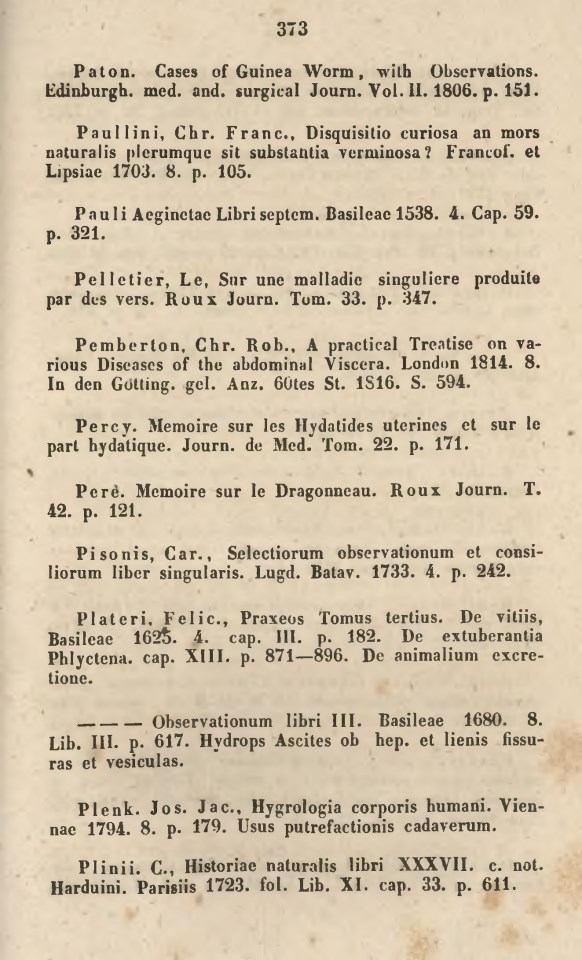 373
Paton. Cases of Guinea Worm, with Observations.
Edinburgh. med. and. surgical Journ. Vol. II. 1806. p. 151.
Paullini, Chr. Franc., Disquisitio curiosa an mors
naturalis plerumque sit substantia verminosa? Francof. et
Lipsiae 1703. 8. p. 105.
Pauli Aeginetae Libri septem. Basileae 1538. 4. Cap. 59.
p. 321.
Pelletier, Le, Sur une malladie singuliere produite
par des vers. Roux Journ. Tom. 33. p. 347.
Pemberton, Chr. Rob., A practical Treatise on va-
rious Diseases of the abdominal Viscera. London 1814. 8.
In den Götting. gel. Anz. 60tes St. 1816. S. 594.
Percy. Memoire sur les Hydatides uterines et sur le
part hydatique. Journ. de Med. Tom. 22. p. 171.
Perè. Memoire sur le Dragonneau. Roux Journ. T.
42. p. 121.
Pisonis, Car., Selectiorum observationum et consi-
liorum liber singularis. Lugd. Batav. 1733. 4. p. 242.
Plateri, Felic., Praxeos Tomus tertius. De vitiis,
Basileae 1625. 4. cap. III. p. 182. De extuberantia
Phlyctena. cap. XIII. p. 871—896. De animalium excre-
tione.
— — — Observationum libri III. Basileae 1680. 8.
Lib. III. p. 617. Hydrops Ascites ob hep. et lienis fissu-
ras et vesiculas.
Plenk. Jos. Jac., Hygrologia corporis humani. Vien-
nae 1794. 8. p. 179. Usus putrefactionis cadaverum.
Plinii. C., Historiae naturalis libri XXXVII. c. not.
Harduini. Parisiis 1723. fol. Lib. XI. cap. 33. p. 611.